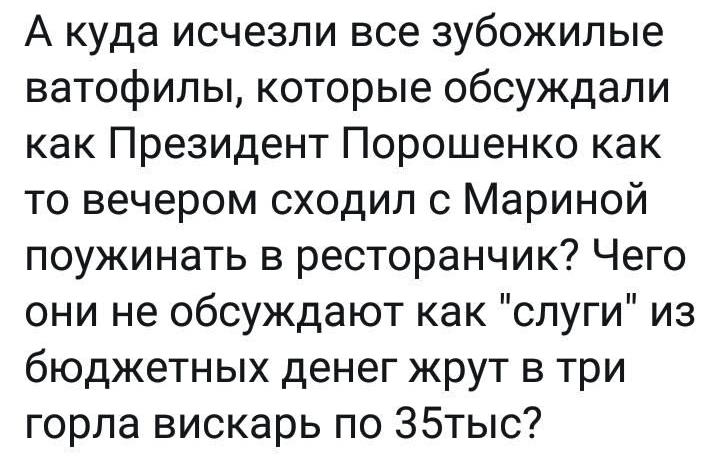 А куда исчезли все зубожилые
ватофилы, которые обсуждали
как Президент Порошенко как
то вечером сходил с Мариной
поужинать в ресторанчик? Чего
они не обсуждают как "слуги" из
бюджетных денег жрут в три
горла вискарь по 35тыс?